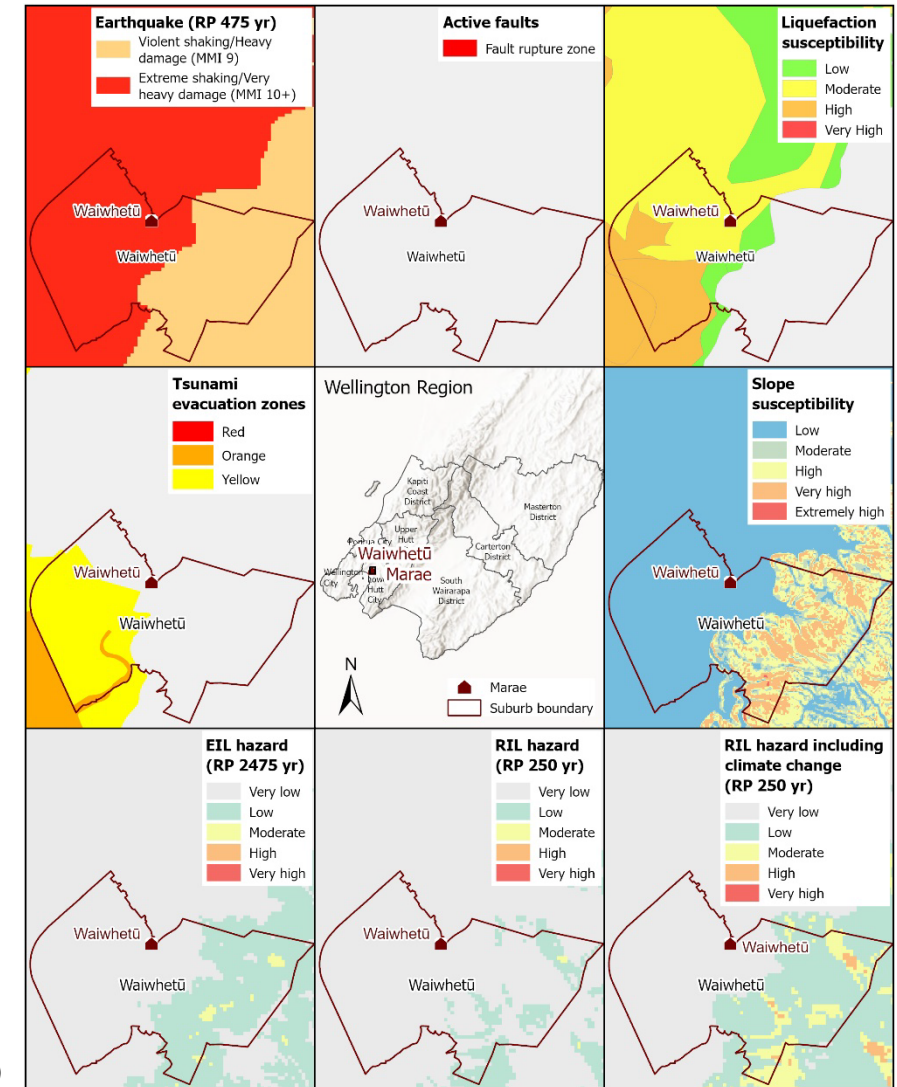 Earthquake (RP 475 yr)
Violent shaking/Heavy
damage (MMI 9)
Extreme shaking/Very
heavy damage (MMI 10+)
Waiwhetū
Waiwhetū
Active faults
Fault rupture zone
Waiwhetū
Waiwhetū
Liquefaction
susceptibility
Low
Moderate
High
Very High
Waiwhetū
Waiwhetū
Tsunami
evacuation zones
Red
Orange
Yellow
Waiwhetū
Waiwhetū
Wellington Region
Kapiti
Coast
District
Masterton
District
Upper
Hutt
Porirua City
Carterton
District
Waiwhetū
Marae
Wellington
City
Lower
Hutt
City
South
Wairarapa
District
N
Marae
Suburb boundary
Slope
susceptibility
Low
Moderate
High
Very high
Extremely high
Waiwhetū
Waiwhetū
EIL hazard
(RP 2475 yr)
Very low
Low
Moderate
High
Very high
Waiwhetū
Waiwhetū
RIL hazard
(RP 250 yr)
Very low
Low
Moderate
High
Very high
Waiwhetū
Waiwhetū
RIL hazard including
climate change
(RP 250 yr)
Very low
Low
Moderate
High
Very high
Waiwhetū
Waiwhetū